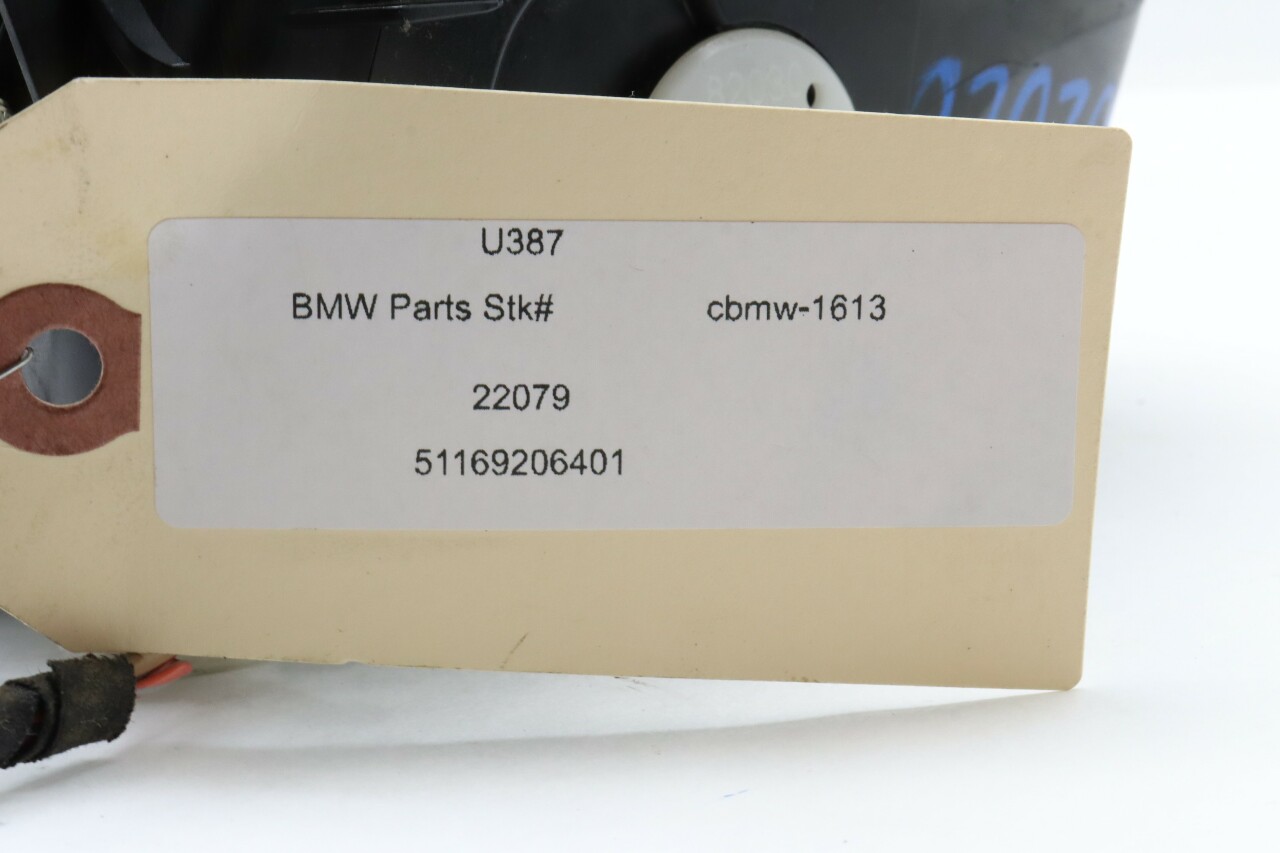 U387
BMW Parts Stk# cbmw-1613
22079
51169206401